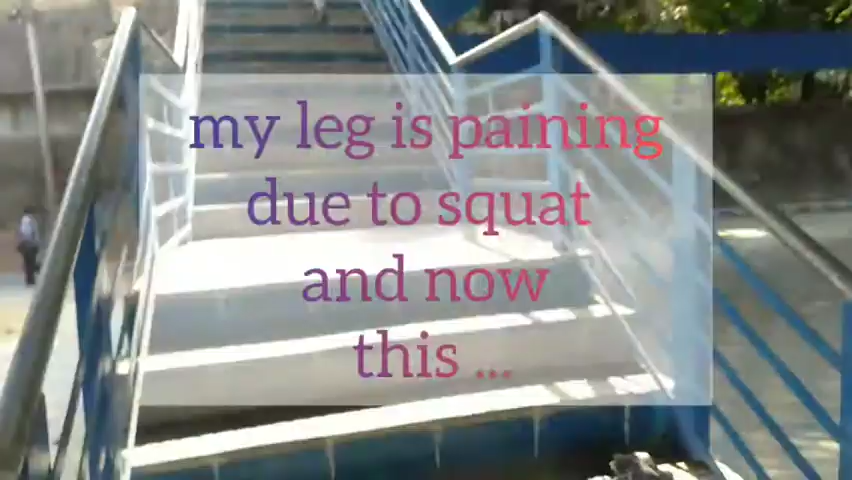 my leg is paining
due to squat
and now
this ...